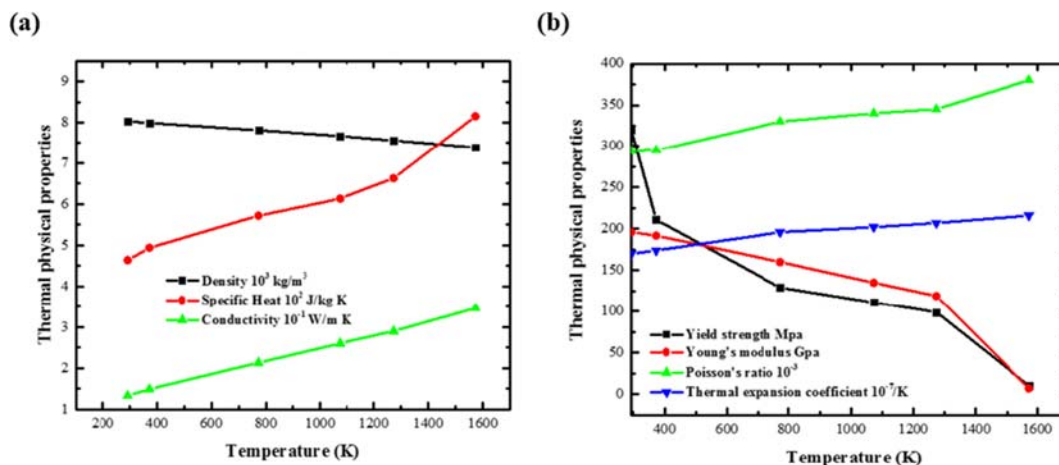 (a)
Thermal physical properties
9
8
7
6
5
4
3
2
1
Density 10³ kg/m³
Specific Heat 10² J/kg K
Conductivity 10⁻¹ W/m K
200 400 600 800 1000 1200 1400 1600
Temperature (K)
(b)
Thermal physical properties
400
350
300
250
200
150
100
50
0
Yield strength Mpa
Young's modulus Gpa
Poisson's ratio 10⁻³
Thermal expansion coefficient 10⁻⁷/K
400 600 800 1000 1200 1400 1600
Temperature (K)